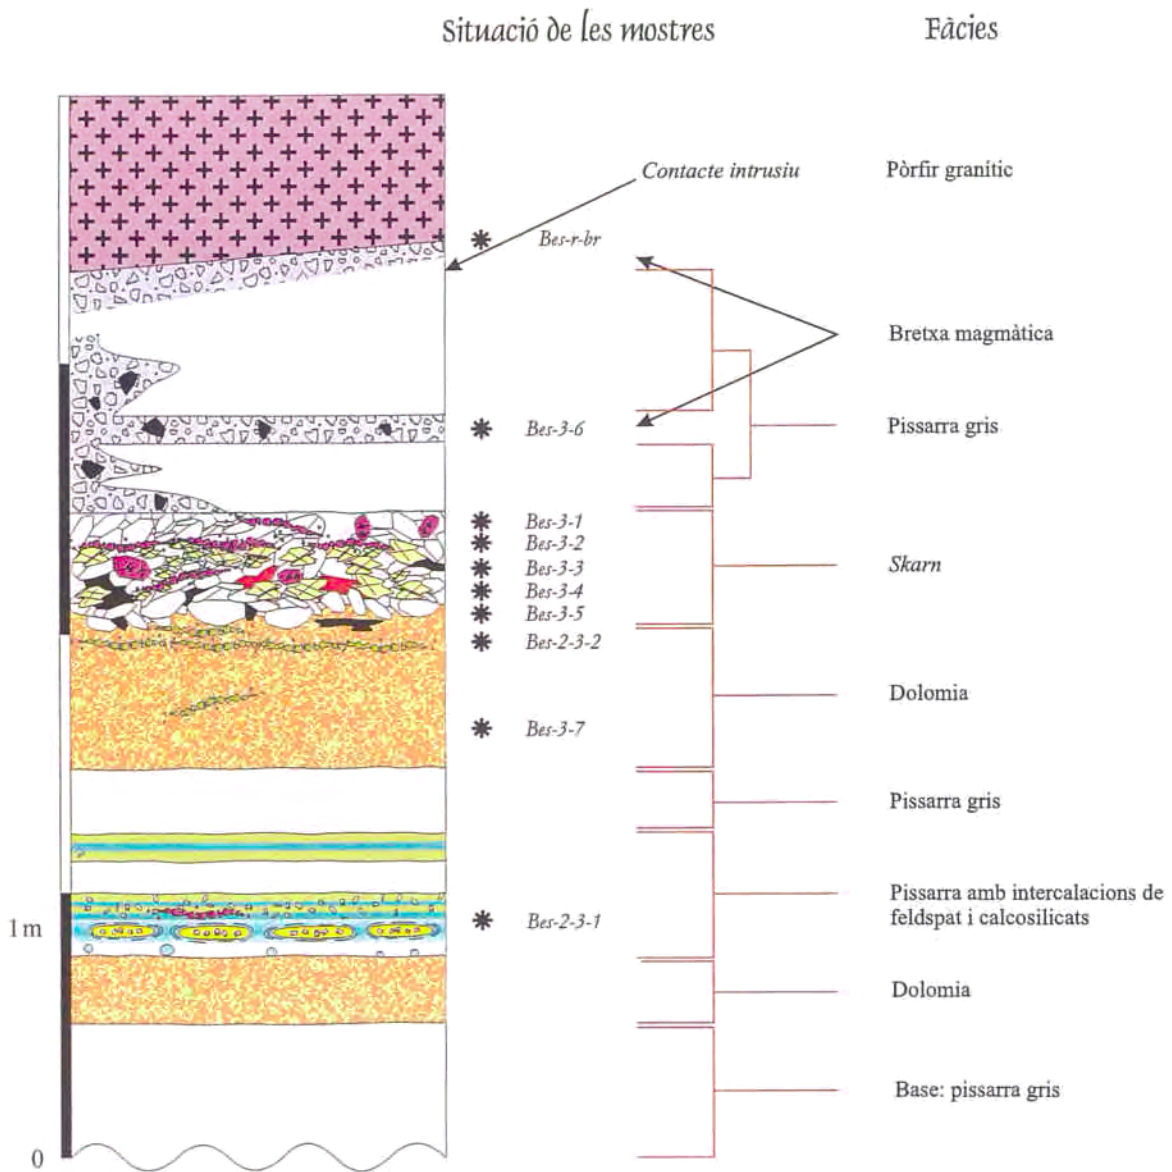 Situació de les mostres
Fàcies
Contacte intrusiu
Pòrfir granític
Bes-r-br
Bretxa magmàtica
Bes-3-6
Pissarra gris
Bes-3-1
Bes-3-2
Bes-3-3
Skarn
Bes-3-4
Bes-3-5
Bes-2-3-2
Dolomia
Bes-3-7
Pissarra gris
Pissarra amb intercalacions de
feldspat i calcosilicats
1m
Bes-2-3-1
Dolomia
Base: pissarra gris
0